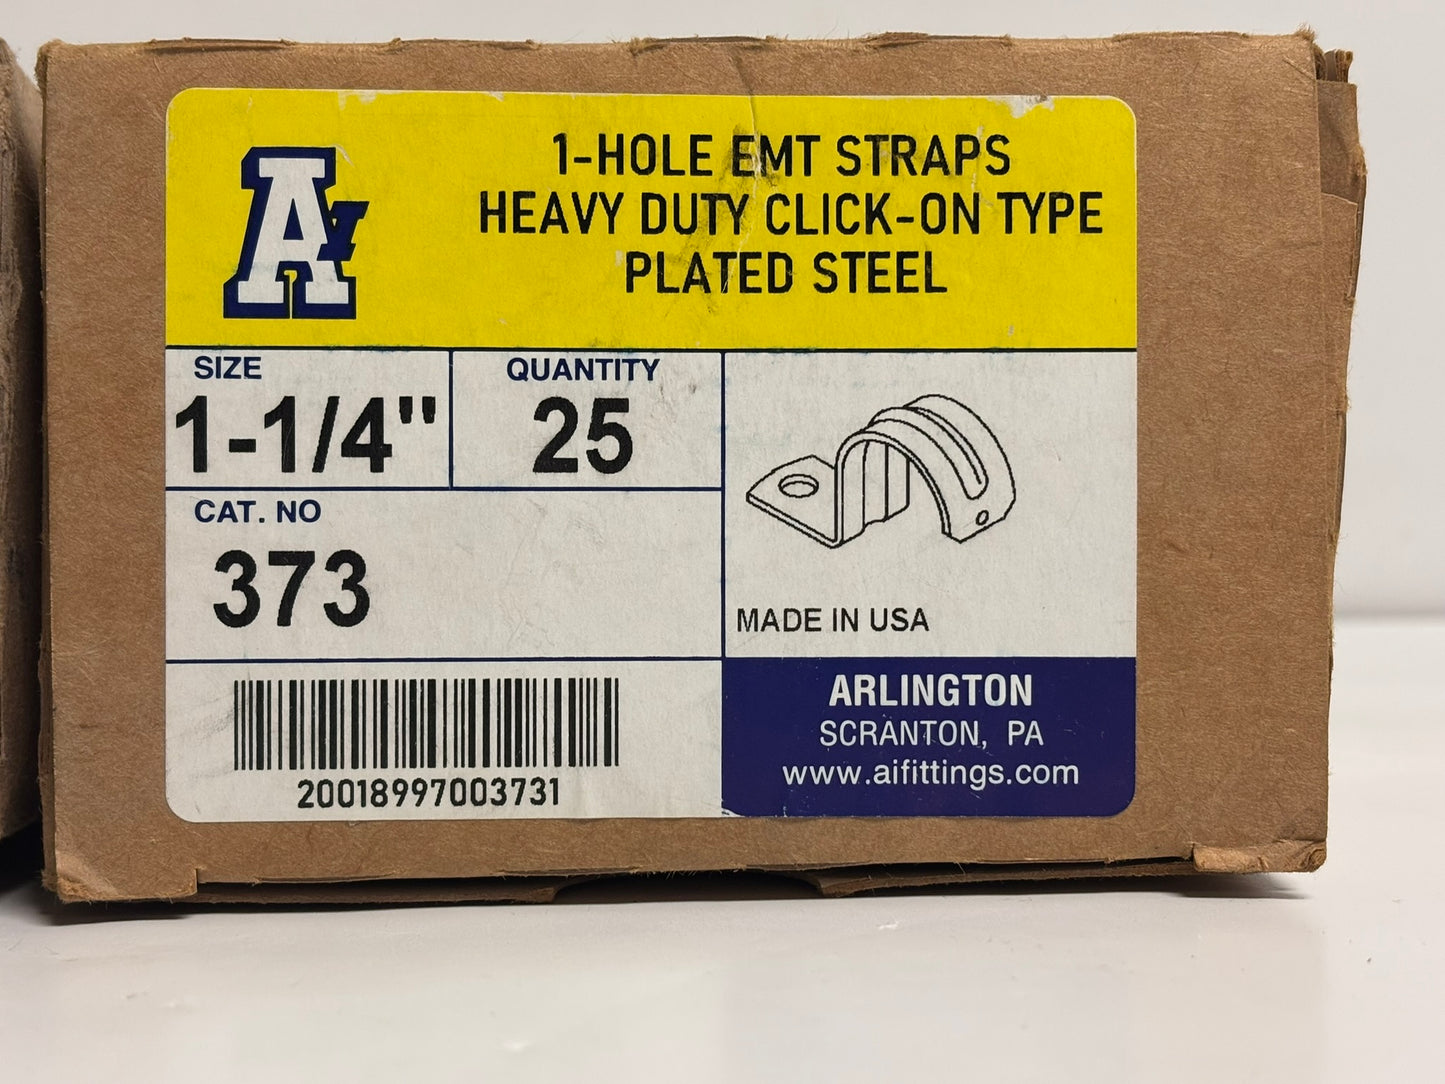 1-HOLE EMT STRAPS
HEAVY DUTY CLICK-ON TYPE
PLATED STEEL
SIZE
1-1/4"
QUANTITY
25
CAT. NO
373
MADE IN USA
20018997003731
ARLINGTON
SCRANTON, PA
www.aifittings.com